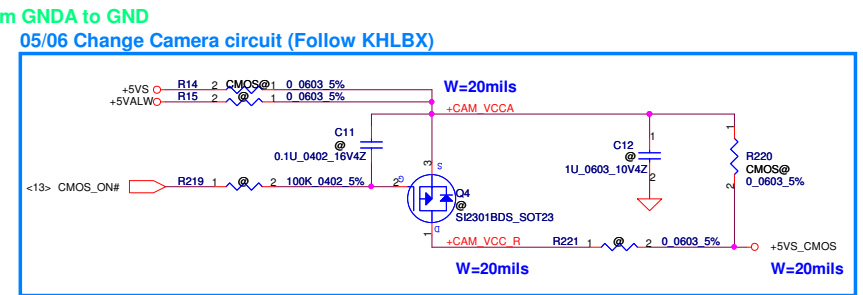 m GNDA to GND
05/06 Change Camera circuit (Follow KHLBX)
+5VS R14 2 CMOS@ 1 0_0603_5% W=20mils
+5VALW R15 2 @ 1 0_0603_5%
+CAM_VCCA
C11
@
0.1U_0402_16V4Z
C12
@
1U_0603_10V4Z
1
2
1
R220
CMOS@
0_0603_5%
2
<13> CMOS_ON# R219 1 @ 2 100K_0402_5% 2 G
3 S
Q4
@
SI2301BDS_SOT23
1 D
+CAM_VCC_R R221 1 @ 2 0_0603_5% +5VS_CMOS
W=20mils W=20mils